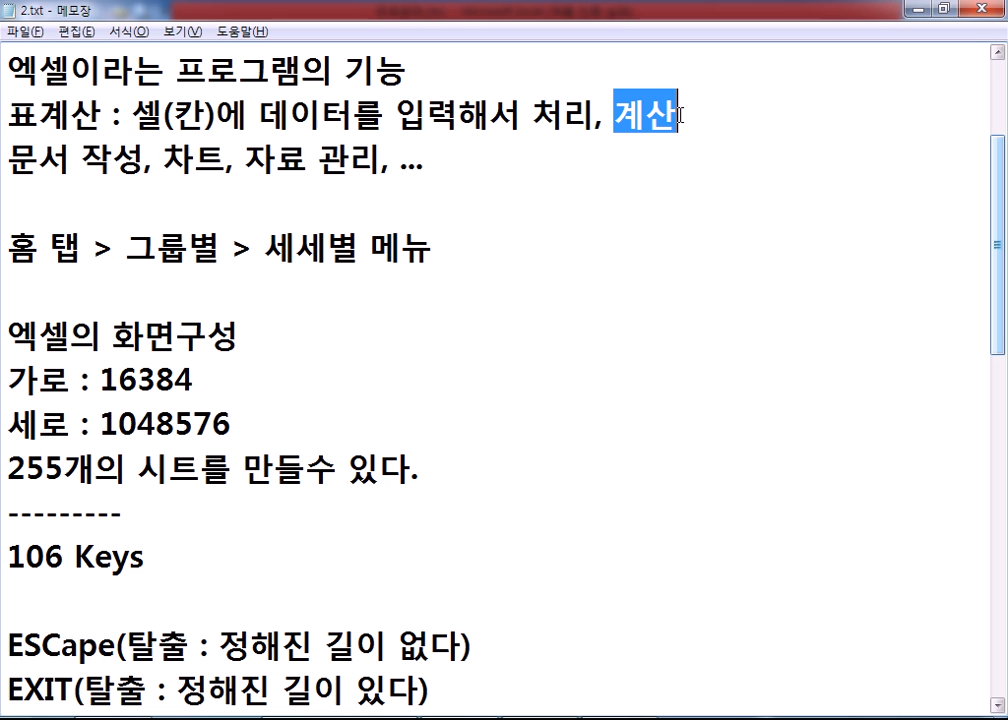 2.txt - 메모장
파일(F) 편집(E) 서식(O) 보기(V) 도움말(H)
엑셀이라는 프로그램의 기능
표계산 : 셀(칸)에 데이터를 입력해서 처리, 계산
문서 작성, 차트, 자료 관리, ...
홈 탭 > 그룹별 > 세세별 메뉴
엑셀의 화면구성
가로 : 16384
세로 : 1048576
255개의 시트를 만들수 있다.
---------
106 Keys
ESCape(탈출 : 정해진 길이 없다)
EXIT(탈출 : 정해진 길이 있다)